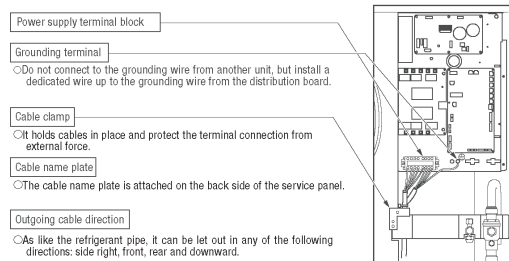 Power supply terminal block
Grounding terminal
○Do not connect to the grounding wire from another unit, but install a
dedicated wire up to the grounding wire from the distribution board.
Cable clamp
○It holds cables in place and protect the terminal connection from
external force.
Cable name plate
○The cable name plate is attached on the back side of the service panel.
Outgoing cable direction
○As like the refrigerant pipe, it can be let out in any of the following
directions: side right, front, rear and downward.